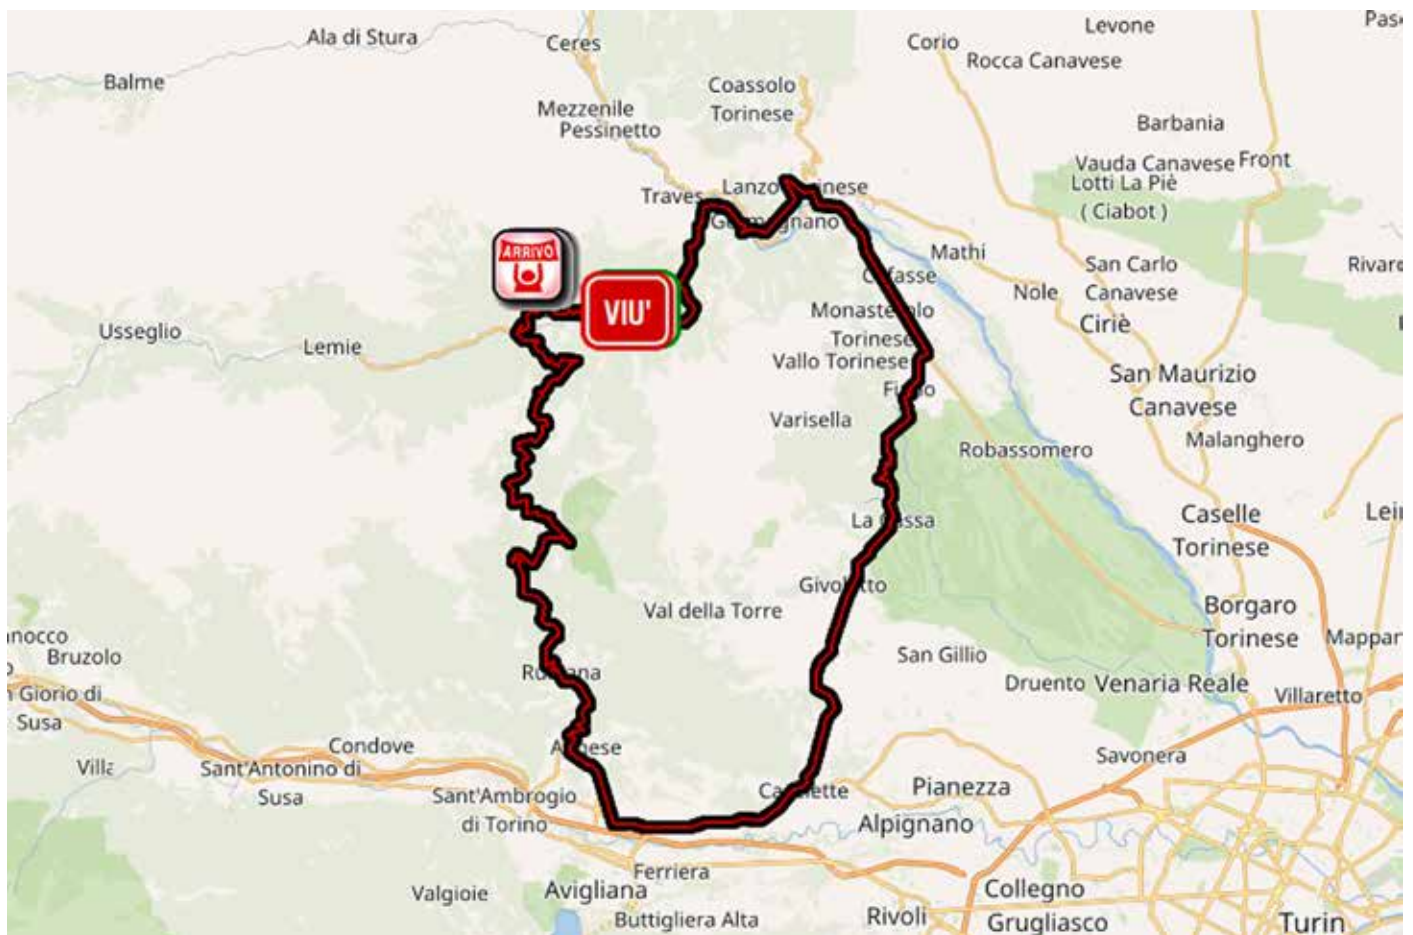 Levone
Pas
Ala di Stura
Ceres
Corio
Rocca Canavese
Balme
Coassolo
Torinese
Mezzenile
Pessinetto
Barbania
Vauda Canavese
Front
Lotti La Piè
( Ciabot )
Traves
Mathi
ARRIVO
San Carlo
Canavese
Rivaro
Nole
Ciriè
VIU'
Usseglio
Lemie
Torinese
Vallo Torinese
San Maurizio
Canavese
Varisella
Malanghero
Robassomero
Caselle
Torinese
Lei
Val della Torre
Borgaro
Torinese
Mappar
nocco
Bruzolo
San Gillio
Druento
Venaria Reale
Villaretto
Giorio di
Susa
Condove
Savonera
Sant'Antonino di
Susa
Sant'Ambrogio
di Torino
Pianezza
Alpignano
Ferriera
Valgioie
Avigliana
Collegno
Buttigliera Alta
Rivoli
Grugliasco
Turin